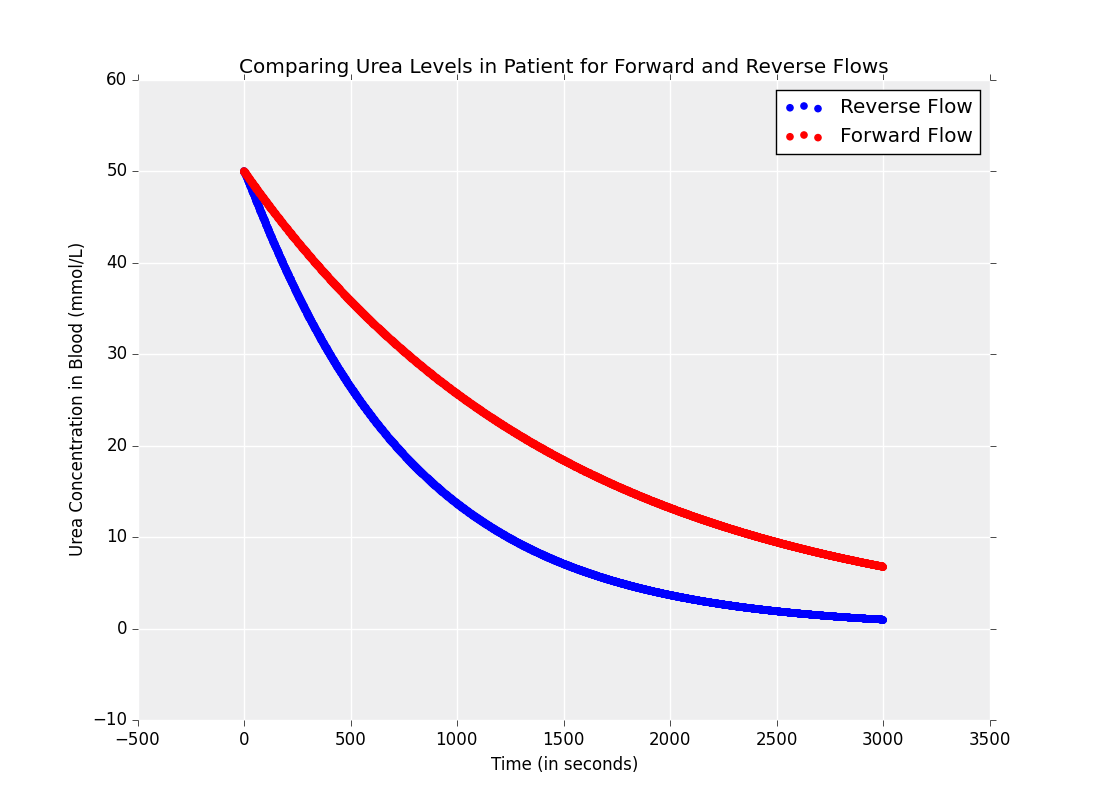 Comparing Urea Levels in Patient for Forward and Reverse Flows
Reverse Flow
Forward Flow
60
50
40
30
20
10
0
−10
Urea Concentration in Blood (mmol/L)
−500 0 500 1000 1500 2000 2500 3000 3500
Time (in seconds)